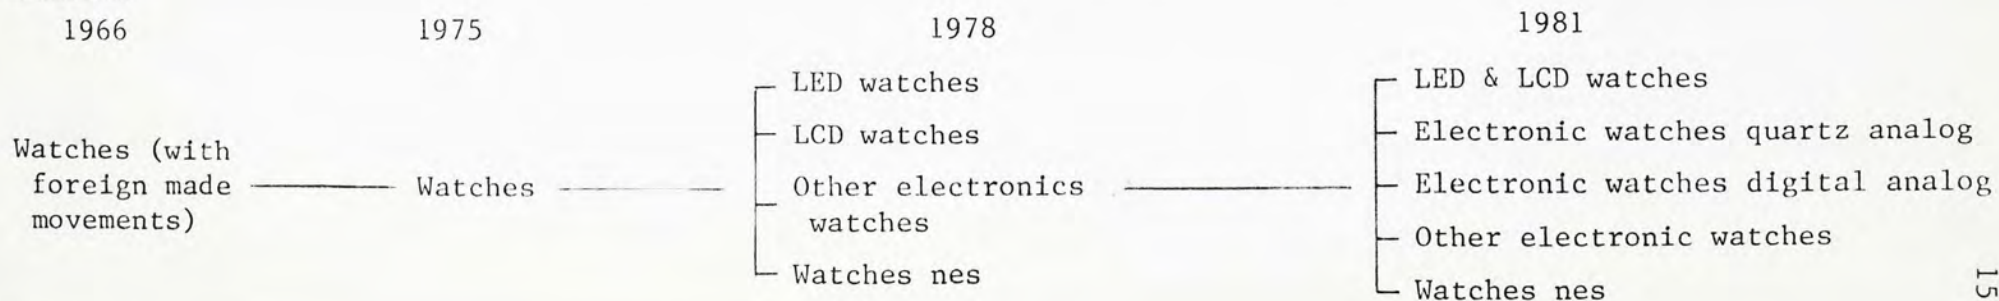 1966
1975
1978
1981
Watches (with
foreign made
movements)
Watches
LED watches
LCD watches
Other electronics
watches
Watches nes
LED & LCD watches
Electronic watches quartz analog
Electronic watches digital analog
Other electronic watches
Watches nes
15